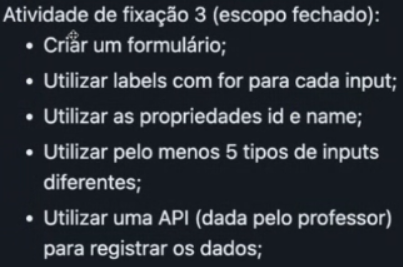 Atividade de fixação 3 (escopo fechado):
• Criar um formulário;
• Utilizar labels com for para cada input;
• Utilizar as propriedades id e name;
• Utilizar pelo menos 5 tipos de inputs
diferentes;
• Utilizar uma API (dada pelo professor)
para registrar os dados;